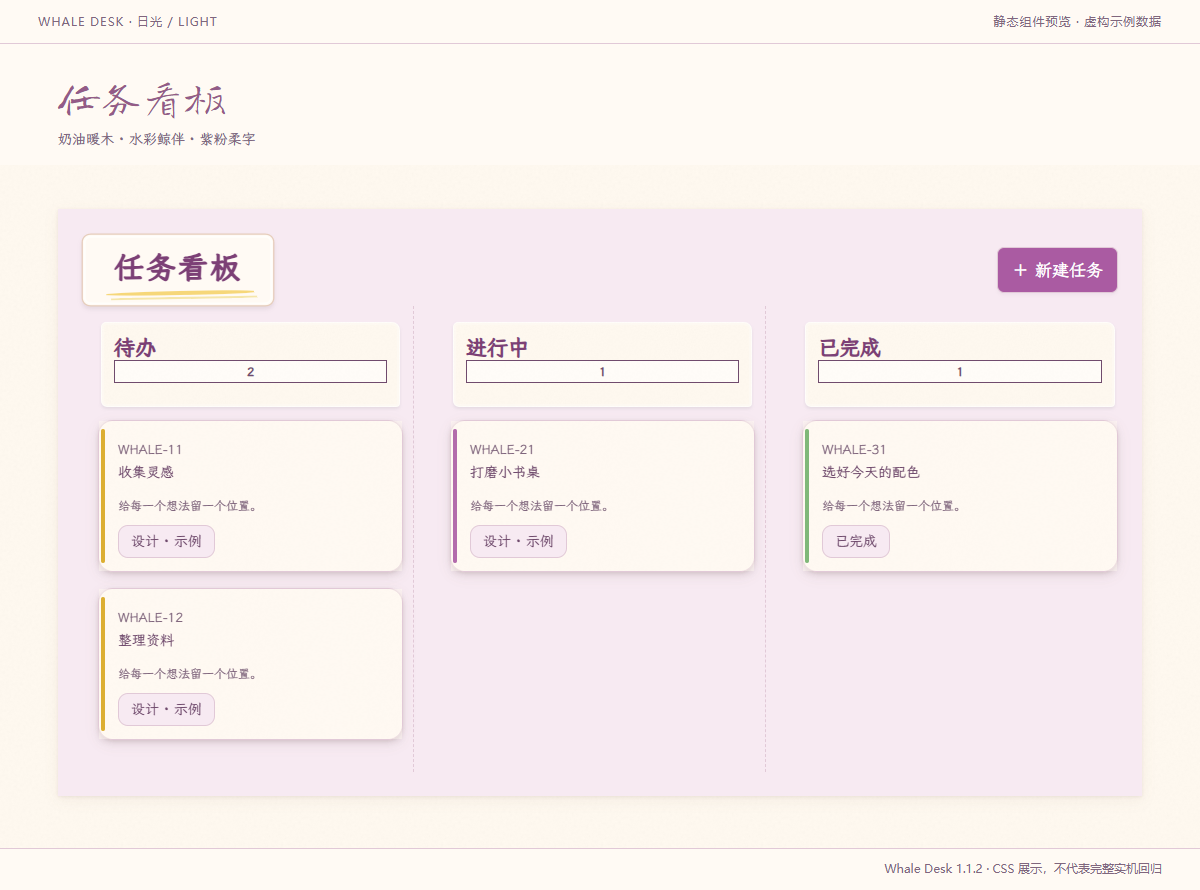 WHALE DESK · 日光 / LIGHT
静态组件预览 · 虚构示例数据
任务看板
奶油暖木 · 水彩鲸伴 · 紫粉柔字
任务看板
+ 新建任务
待办
2
WHALE-11
收集灵感
给每一个想法留一个位置。
设计 · 示例
WHALE-12
整理资料
给每一个想法留一个位置。
设计 · 示例
进行中
1
WHALE-21
打磨小书桌
给每一个想法留一个位置。
设计 · 示例
已完成
1
WHALE-31
选好今天的配色
给每一个想法留一个位置。
已完成
Whale Desk 1.1.2 · CSS 展示，不代表完整实机回归